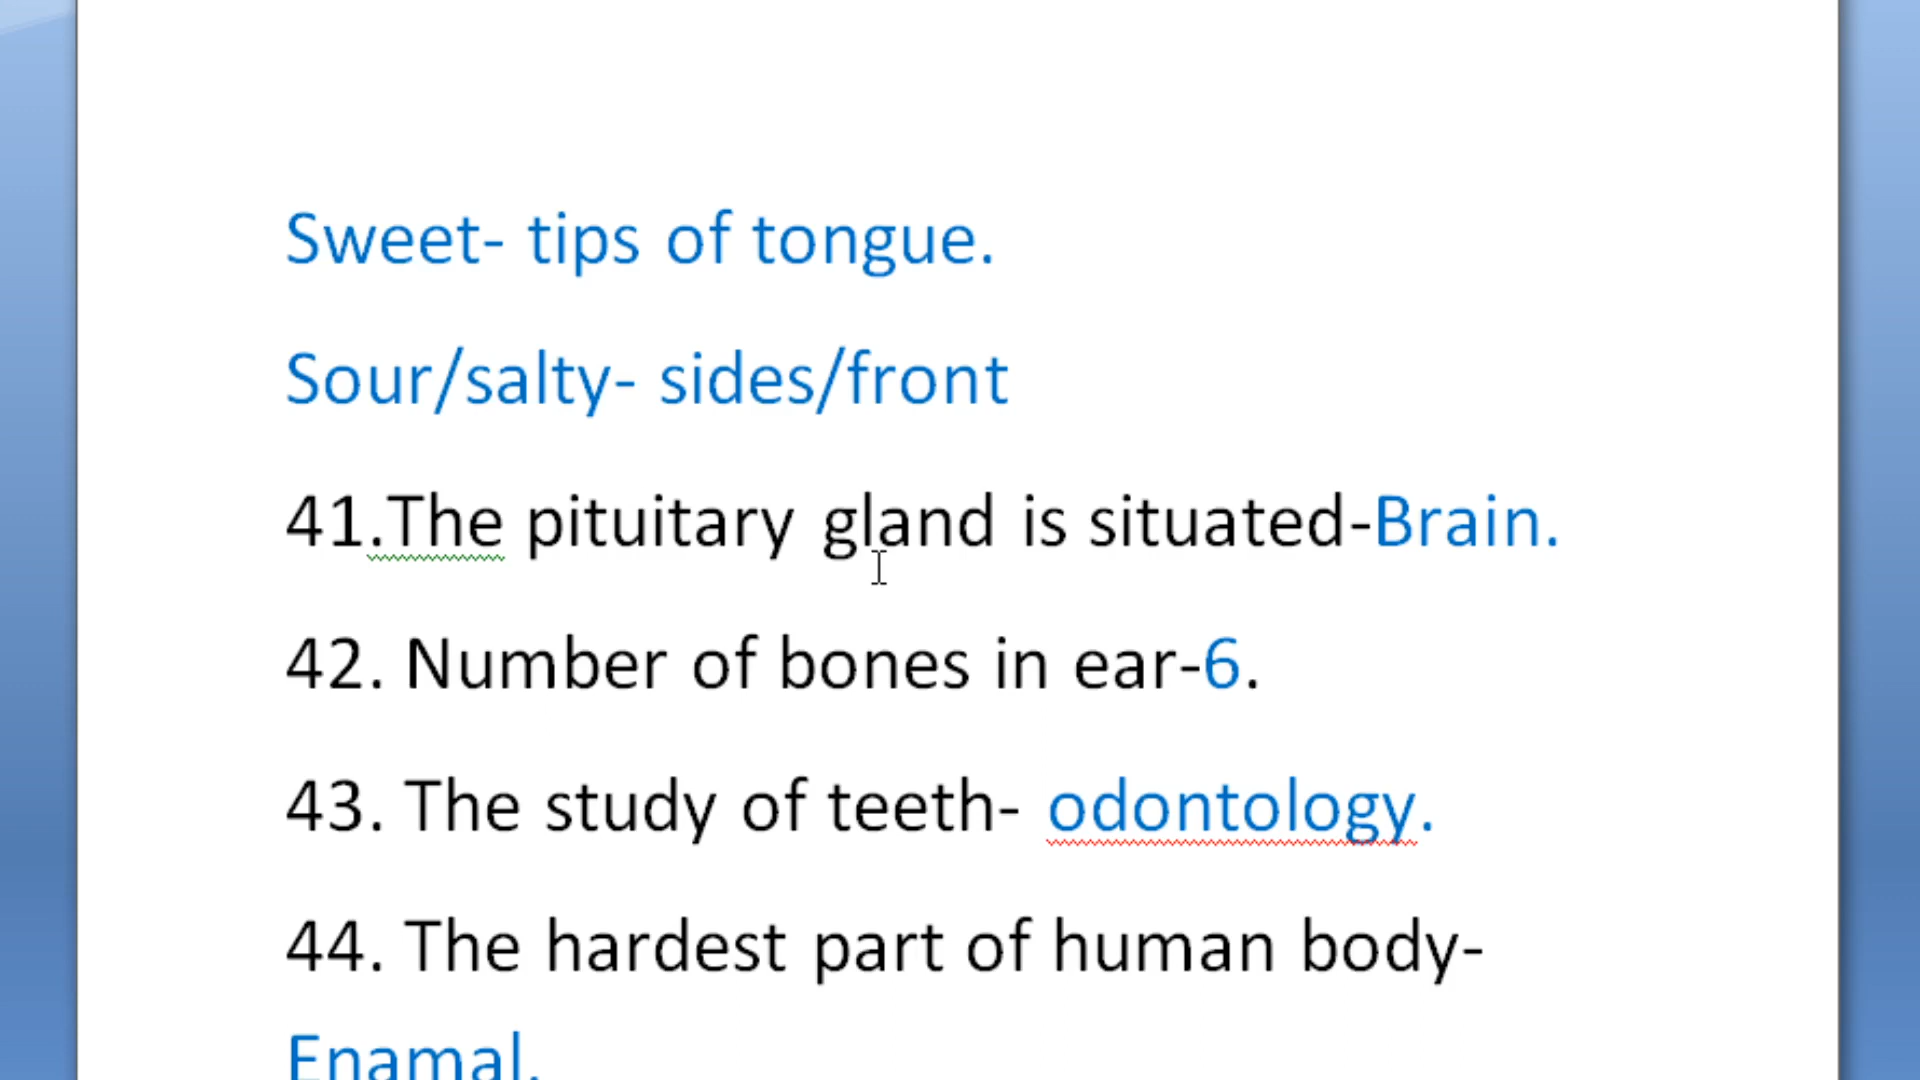 Sweet- tips of tongue.
Sour/salty- sides/front
41.The pituitary gland is situated-Brain.
42. Number of bones in ear-6.
43. The study of teeth- odontology.
44. The hardest part of human body-
Enamal.